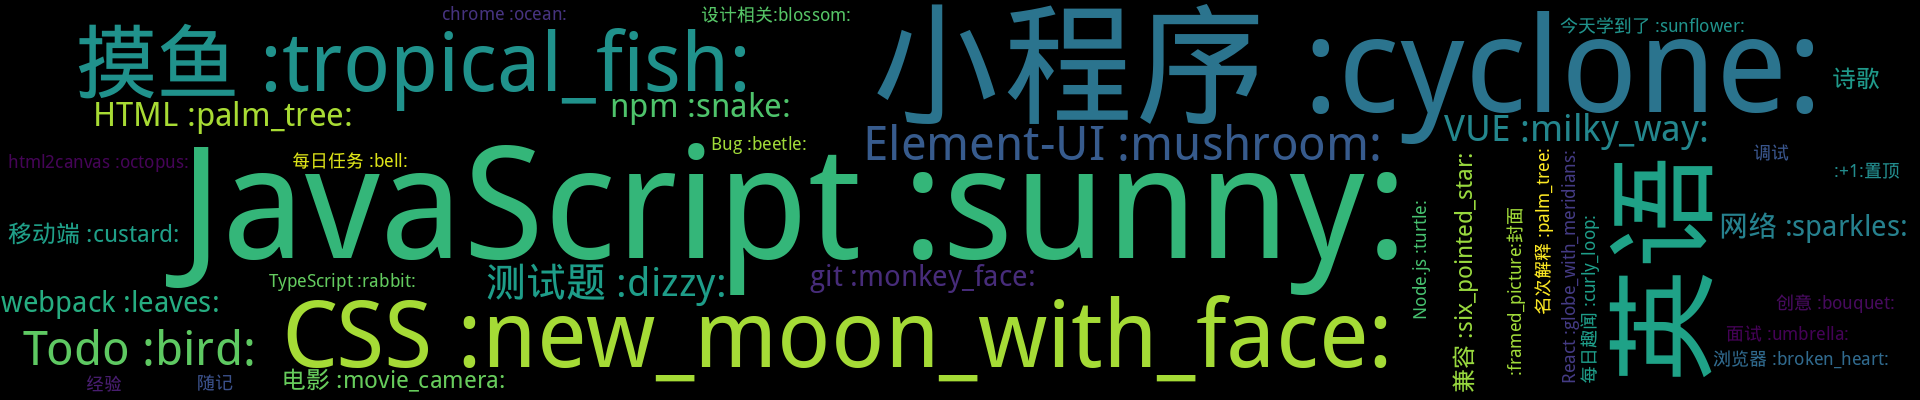 chrome :ocean:
设计相关:blossom:
今天学到了 :sunflower:
摸鱼 :tropical_fish:
小程序 :cyclone:
诗歌
HTML :palm_tree:
npm :snake:
Element-UI :mushroom:
VUE :milky_way:
html2canvas :octopus:
每日任务 :bell:
Bug :beetle:
调试
:+1:置顶
JavaScript :sunny:
移动端 :custard:
网络 :sparkles:
Node.js :turtle:
兼容 :six_pointed_star:
:framed_picture:封面
名次解释 :palm_tree:
React :globe_with_meridians:
每日趣闻 :curly_loop:
英语
TypeScript :rabbit:
测试题 :dizzy:
git :monkey_face:
webpack :leaves:
创意 :bouquet:
Todo :bird:
CSS :new_moon_with_face:
面试 :umbrella:
浏览器 :broken_heart:
经验
随记
电影 :movie_camera: